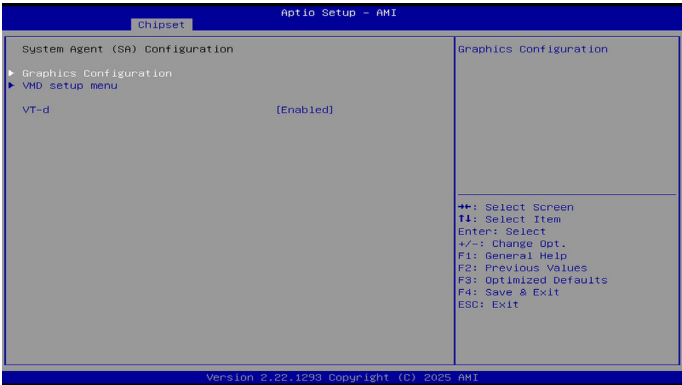 Aptio Setup – AMI
Chipset
System Agent (SA) Configuration
Graphics Configuration
VMD setup menu
VT-d [Enabled]
Graphics Configuration
→←: Select Screen
↑↓: Select Item
Enter: Select
+/-: Change Opt.
F1: General Help
F2: Previous Values
F3: Optimized Defaults
F4: Save & Exit
ESC: Exit
Version 2.22.1293 Copyright (C) 2025 AMI